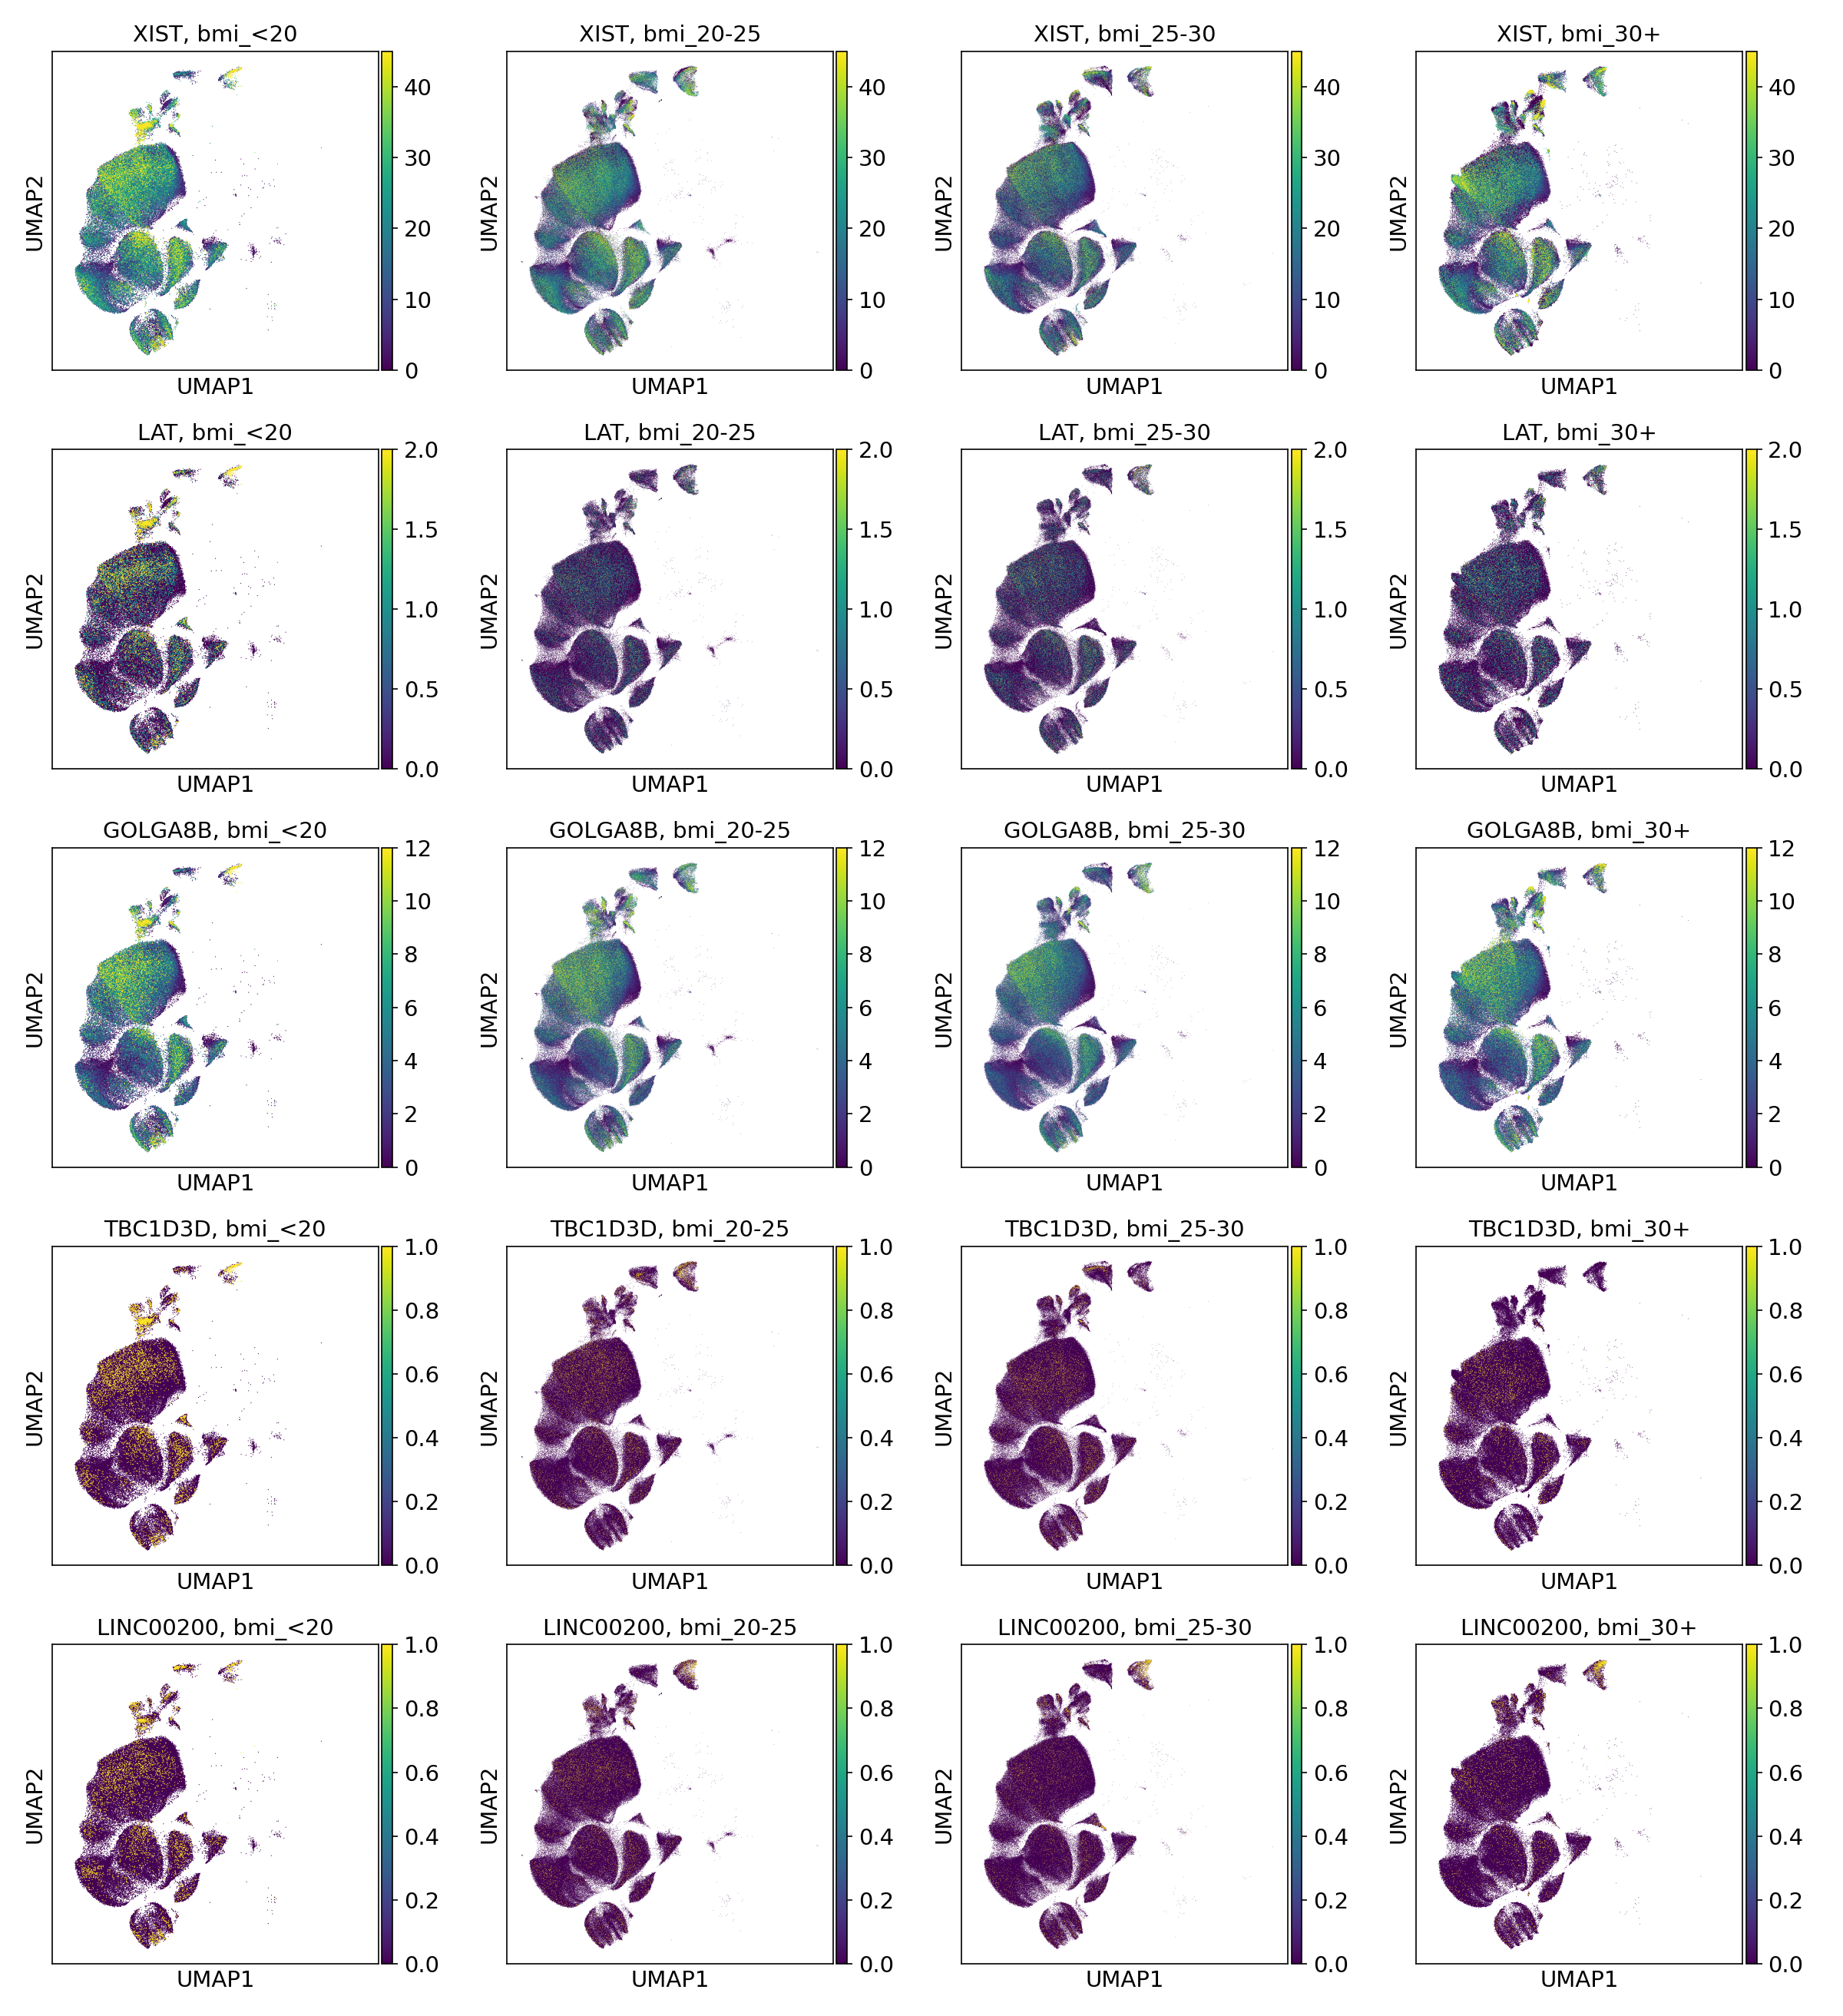 XIST, bmi_<20
XIST, bmi_20-25
XIST, bmi_25-30
XIST, bmi_30+
UMAP2
40
30
20
10
0
UMAP1
UMAP2
40
30
20
10
0
UMAP1
UMAP2
40
30
20
10
0
UMAP1
UMAP2
40
30
20
10
0
UMAP1
LAT, bmi_<20
LAT, bmi_20-25
LAT, bmi_25-30
LAT, bmi_30+
UMAP2
2.0
1.5
1.0
0.5
0.0
UMAP1
UMAP2
2.0
1.5
1.0
0.5
0.0
UMAP1
UMAP2
2.0
1.5
1.0
0.5
0.0
UMAP1
UMAP2
2.0
1.5
1.0
0.5
0.0
UMAP1
GOLGA8B, bmi_<20
GOLGA8B, bmi_20-25
GOLGA8B, bmi_25-30
GOLGA8B, bmi_30+
UMAP2
12
10
8
6
4
2
0
UMAP1
UMAP2
12
10
8
6
4
2
0
UMAP1
UMAP2
12
10
8
6
4
2
0
UMAP1
UMAP2
12
10
8
6
4
2
0
UMAP1
TBC1D3D, bmi_<20
TBC1D3D, bmi_20-25
TBC1D3D, bmi_25-30
TBC1D3D, bmi_30+
UMAP2
1.0
0.8
0.6
0.4
0.2
0.0
UMAP1
UMAP2
1.0
0.8
0.6
0.4
0.2
0.0
UMAP1
UMAP2
1.0
0.8
0.6
0.4
0.2
0.0
UMAP1
UMAP2
1.0
0.8
0.6
0.4
0.2
0.0
UMAP1
LINC00200, bmi_<20
LINC00200, bmi_20-25
LINC00200, bmi_25-30
LINC00200, bmi_30+
UMAP2
1.0
0.8
0.6
0.4
0.2
0.0
UMAP1
UMAP2
1.0
0.8
0.6
0.4
0.2
0.0
UMAP1
UMAP2
1.0
0.8
0.6
0.4
0.2
0.0
UMAP1
UMAP2
1.0
0.8
0.6
0.4
0.2
0.0
UMAP1